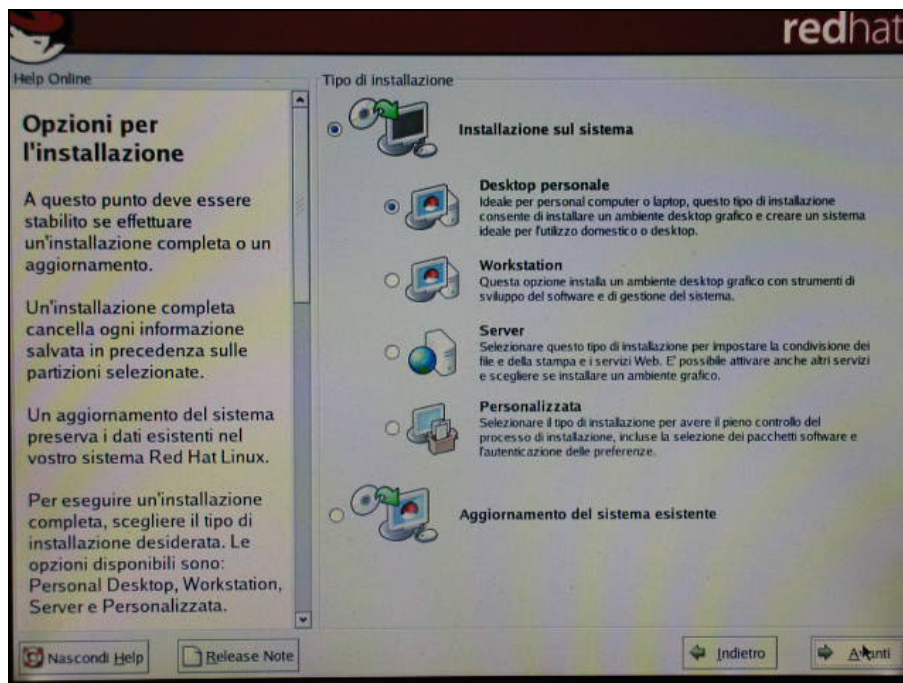 redhat
Help Online
Opzioni per
l'installazione
A questo punto deve essere
stabilito se effettuare
un'installazione completa o un
aggiornamento.
Un'installazione completa
cancella ogni informazione
salvata in precedenza sulle
partizioni selezionate.
Un aggiornamento del sistema
preserva i dati esistenti nel
vostro sistema Red Hat Linux.
Per eseguire un'installazione
completa, scegliere il tipo di
installazione desiderata. Le
opzioni disponibili sono:
Personal Desktop, Workstation,
Server e Personalizzata.
Tipo di installazione
Installazione sul sistema
Desktop personale
Ideale per personal computer o laptop, questo tipo di installazione
consente di installare un ambiente desktop grafico e creare un sistema
ideale per l'utilizzo domestico o desktop.
Workstation
Questa opzione installa un ambiente desktop grafico con strumenti di
sviluppo del software e di gestione del sistema.
Server
Selezionare questo tipo di installazione per impostare la condivisione dei
file e della stampa e i servizi Web. E' possibile attivare anche altri servizi
e scegliere se installare un ambiente grafico.
Personalizzata
Selezionare il tipo di installazione per avere il pieno controllo del
processo di installazione, incluse la selezione dei pacchetti software e
l'autenticazione delle preferenze.
Aggiornamento del sistema esistente
Nascondi Help
Release Note
Indietro
Avanti